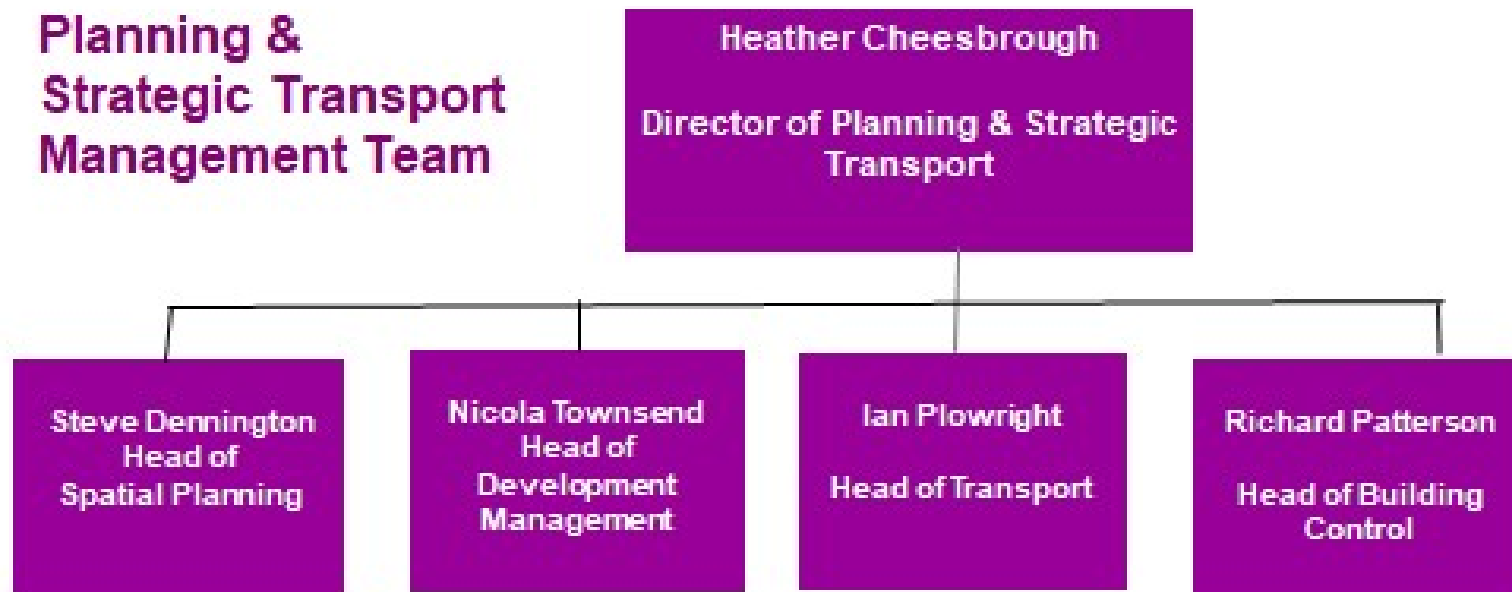 Planning &
Strategic Transport
Management Team
Heather Cheesbrough
Director of Planning & Strategic
Transport
Steve Dennington
Head of
Spatial Planning
Nicola Townsend
Head of
Development
Management
Ian Plowright
Head of Transport
Richard Patterson
Head of Building
Control